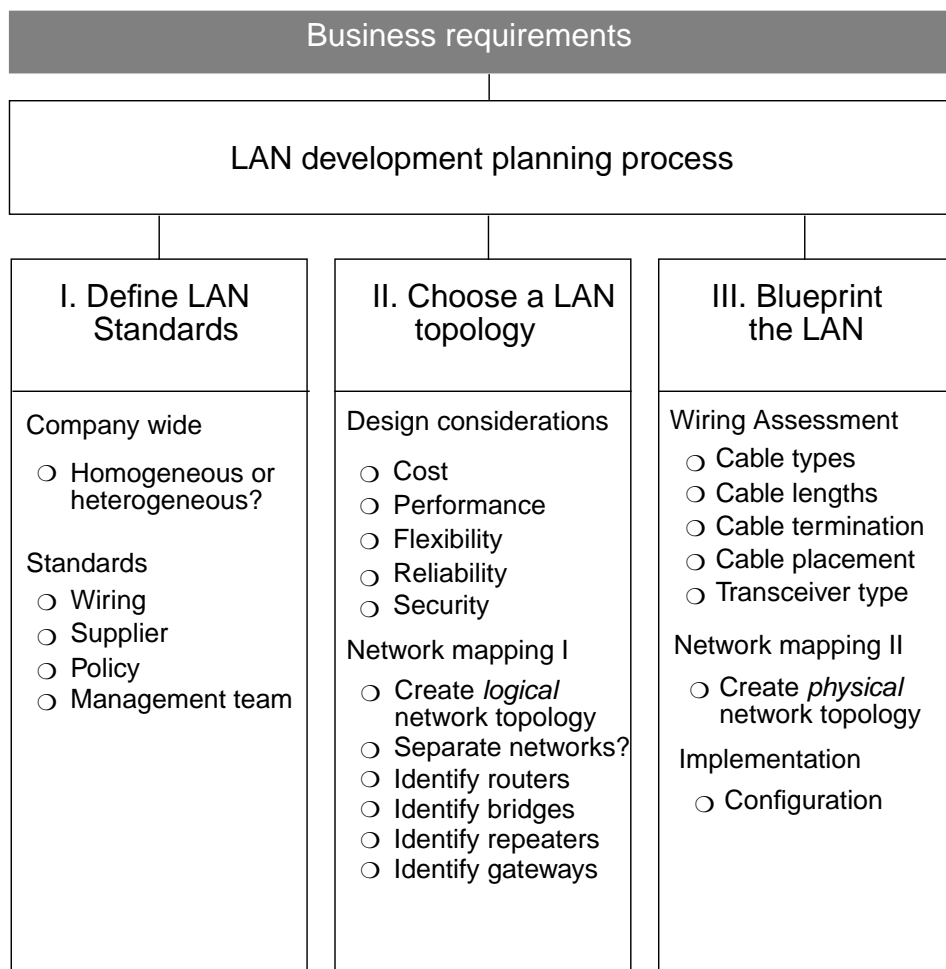 Business requirements
LAN development planning process
I. Define LAN
Standards
Company wide
❍ Homogeneous or
heterogeneous?
Standards
❍ Wiring
❍ Supplier
❍ Policy
❍ Management team
II. Choose a LAN
topology
Design considerations
❍ Cost
❍ Performance
❍ Flexibility
❍ Reliability
❍ Security
Network mapping I
❍ Create logical
network topology
❍ Separate networks?
❍ Identify routers
❍ Identify bridges
❍ Identify repeaters
❍ Identify gateways
III. Blueprint
the LAN
Wiring Assessment
❍ Cable types
❍ Cable lengths
❍ Cable termination
❍ Cable placement
❍ Transceiver type
Network mapping II
❍ Create physical
network topology
Implementation
❍ Configuration